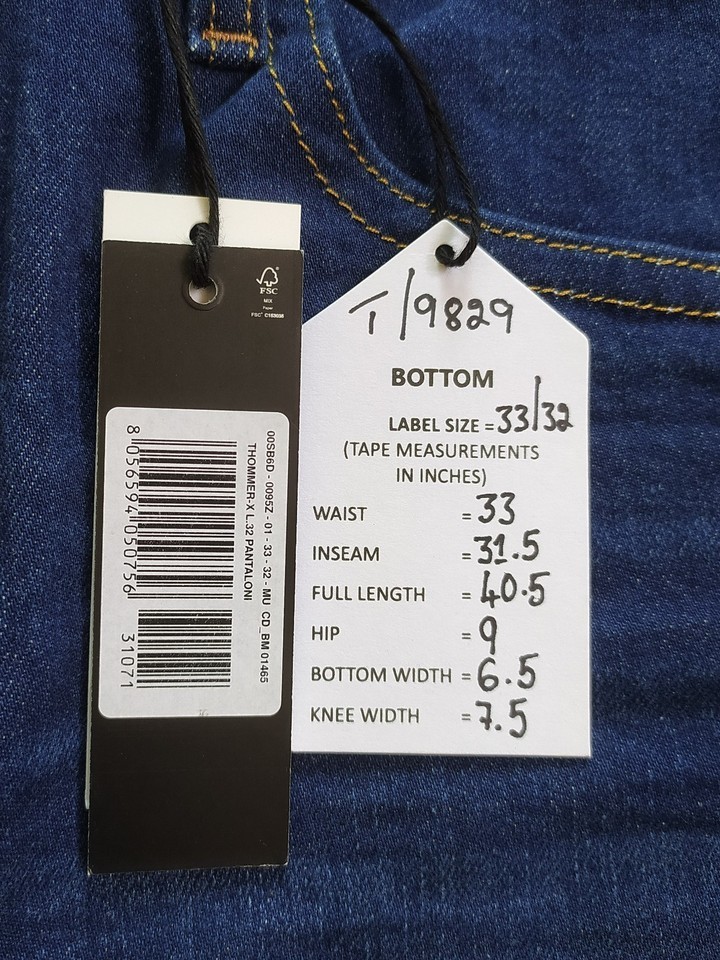 FSC®
MIX
Paper
FSC® C163038
00SB6D - 0095Z - 01 - 33 - 32 - MU CD_BM 01465
THOMMER-X L.32 PANTALONI
8 056594 050756 31071
T/9829
BOTTOM
LABEL SIZE = 33/32
(TAPE MEASUREMENTS
IN INCHES)
WAIST = 33
INSEAM = 31.5
FULL LENGTH = 40.5
HIP = 9
BOTTOM WIDTH = 6.5
KNEE WIDTH = 7.5